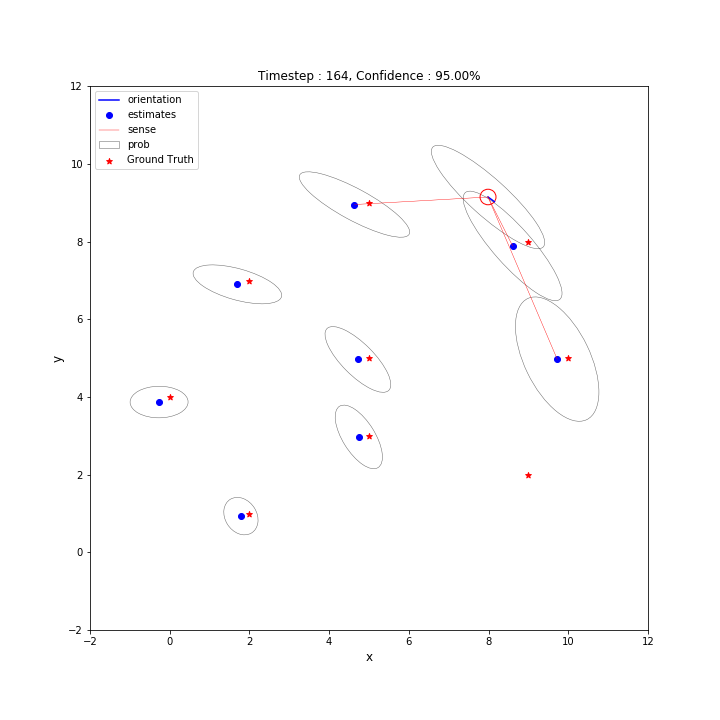 Timestep : 164, Confidence : 95.00%
orientation
estimates
sense
prob
Ground Truth
12
10
8
6
4
2
0
−2
y
−2 0 2 4 6 8 10 12
x